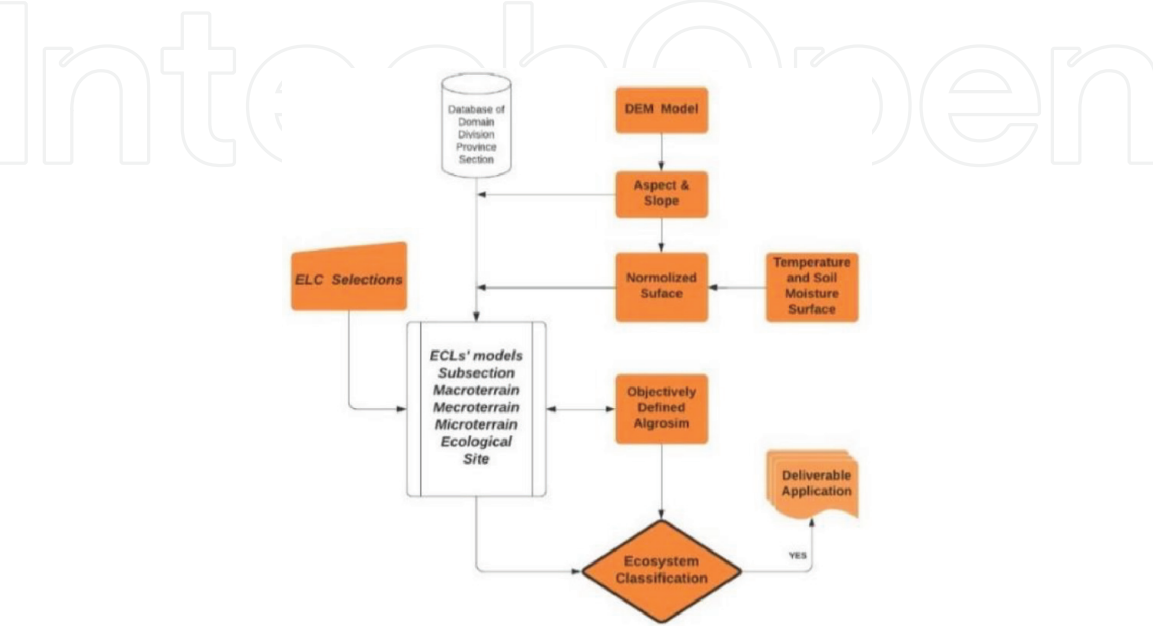 IntechOpen
Database of
Domain
Division
Province
Section
DEM Model
Aspect &
Slope
ELC Selections
Normolized
Suface
Temperature
and Soil
Moisture
Surface
ECLs' models
Subsection
Macroterrain
Mecroterrain
Microterrain
Ecological
Site
Objectively
Defined
Algrosim
Deliverable
Application
YES
Ecosystem
Classification